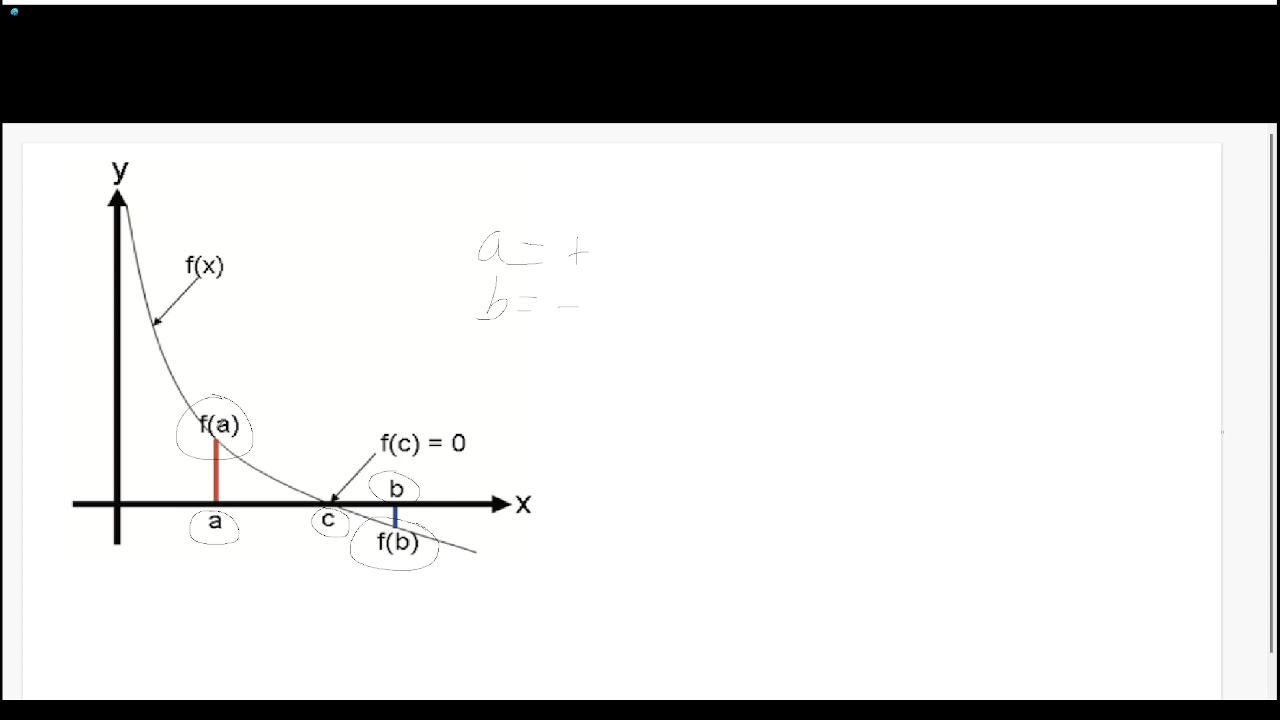 y
f(x)
a = +
b = -
f(a)
f(c) = 0
b
x
a
c
f(b)